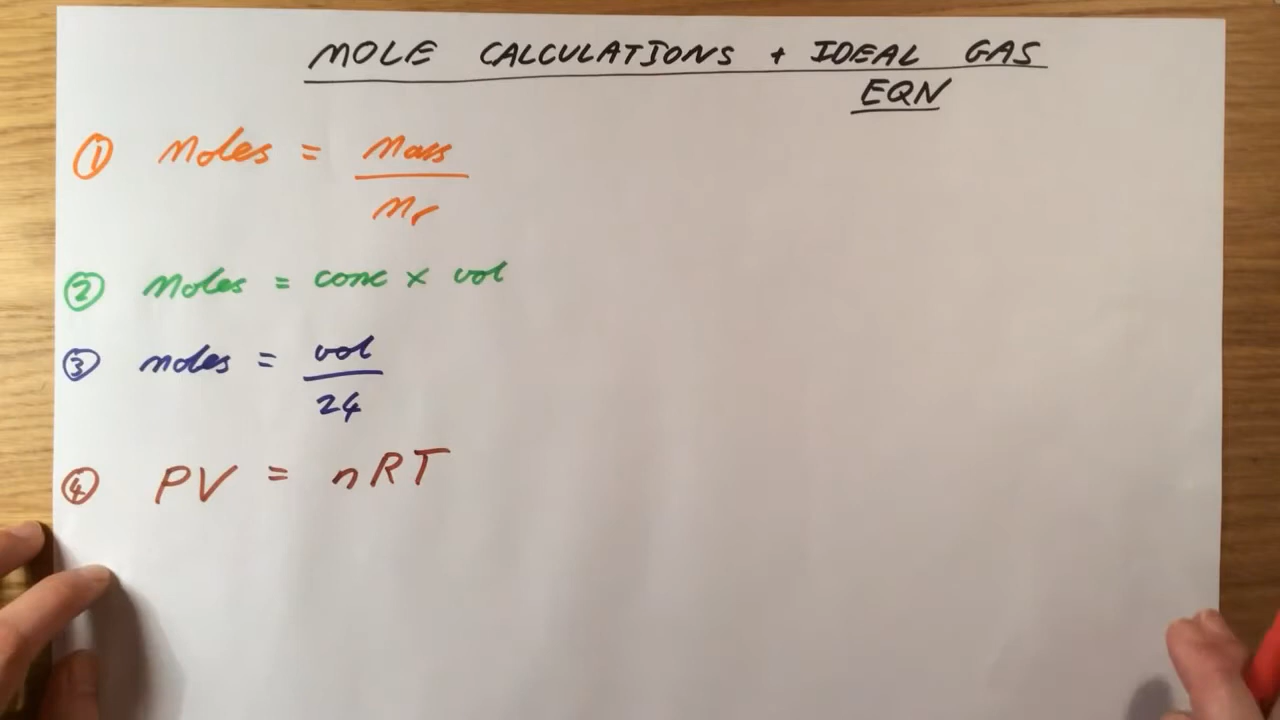 MOLE CALCULATIONS + IDEAL GAS
EQN
① Moles = Mass
Mr
② Moles = conc × vol
③ moles = vol
24
④ PV = nRT